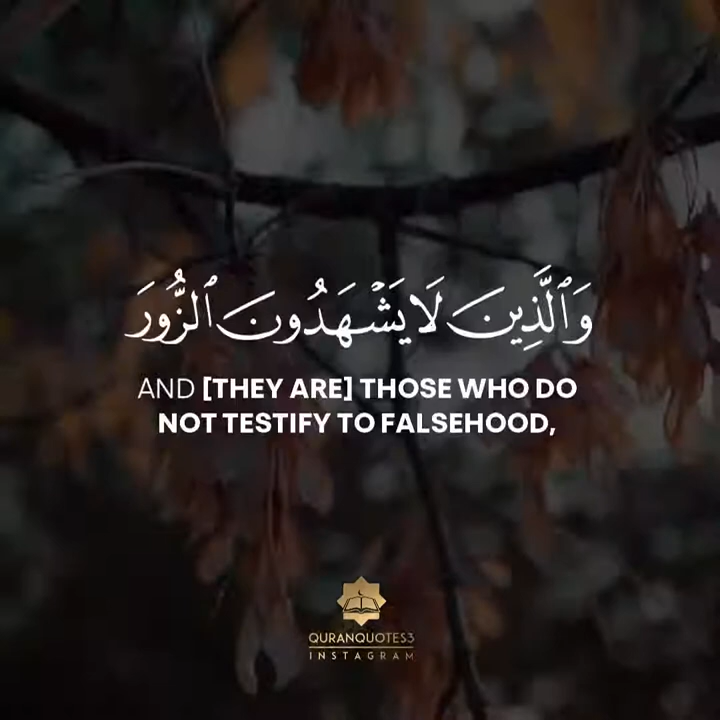 وَٱلَّذِينَ لَا يَشْهَدُونَ ٱلزُّورَ
AND [THEY ARE] THOSE WHO DO
NOT TESTIFY TO FALSEHOOD,
QURANQUOTES3
INSTAGRAM